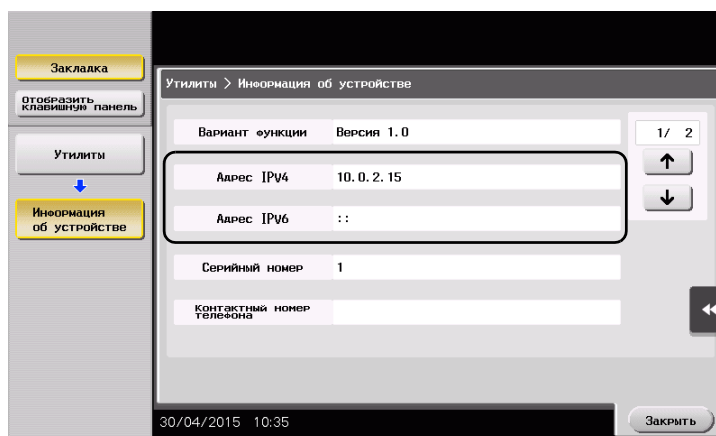 Закладка
Отобразить
клавишную панель
Утилиты
Информация
об устройстве
Утилиты > Информация об устройстве
Вариант функции Версия 1.0
1/ 2
Адрес IPv4 10.0.2.15
Адрес IPv6 ::
Серийный номер 1
Контактный номер
телефона
30/04/2015 10:35
Закрыть